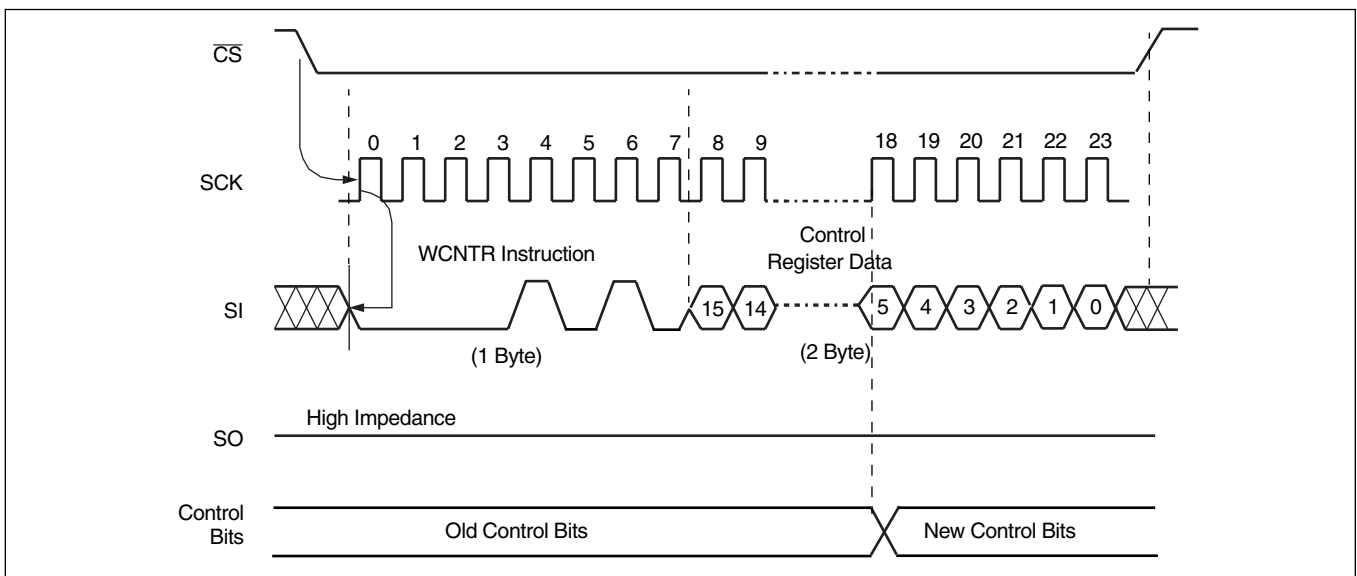 CS
0 1 2 3 4 5 6 7 8 9 18 19 20 21 22 23
SCK
WCNTR Instruction
Control
Register Data
SI
15 14 5 4 3 2 1 0
(1 Byte)
(2 Byte)
High Impedance
SO
Control
Bits
Old Control Bits
New Control Bits